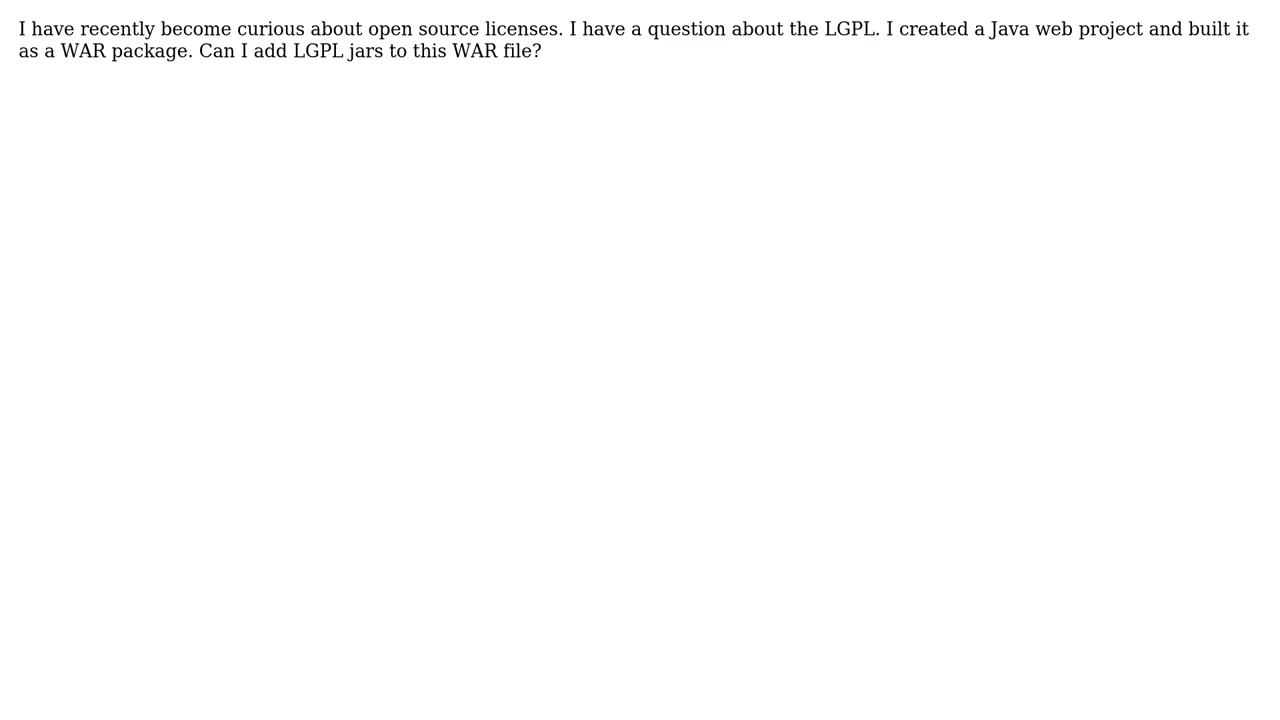 I have recently become curious about open source licenses. I have a question about the LGPL. I created a Java web project and built it
as a WAR package. Can I add LGPL jars to this WAR file?